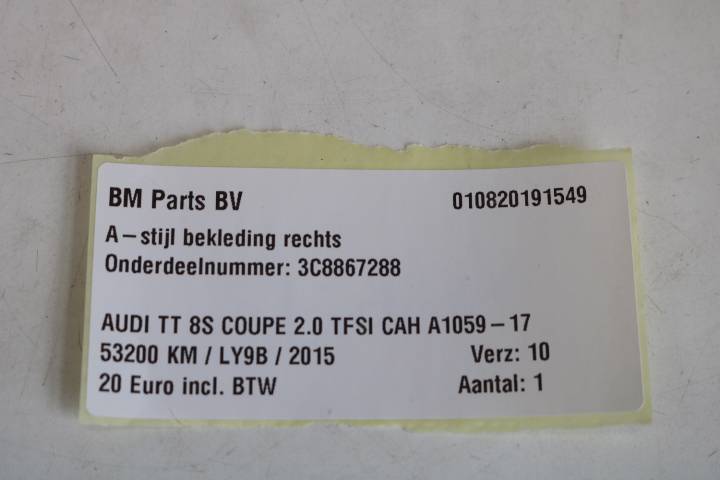 BM Parts BV 010820191549
A-stijl bekleding rechts
Onderdeelnummer: 3C8867288
AUDI TT 8S COUPE 2.0 TFSI CAH A1059-17
53200 KM / LY9B / 2015 Verz: 10
20 Euro incl. BTW Aantal: 1